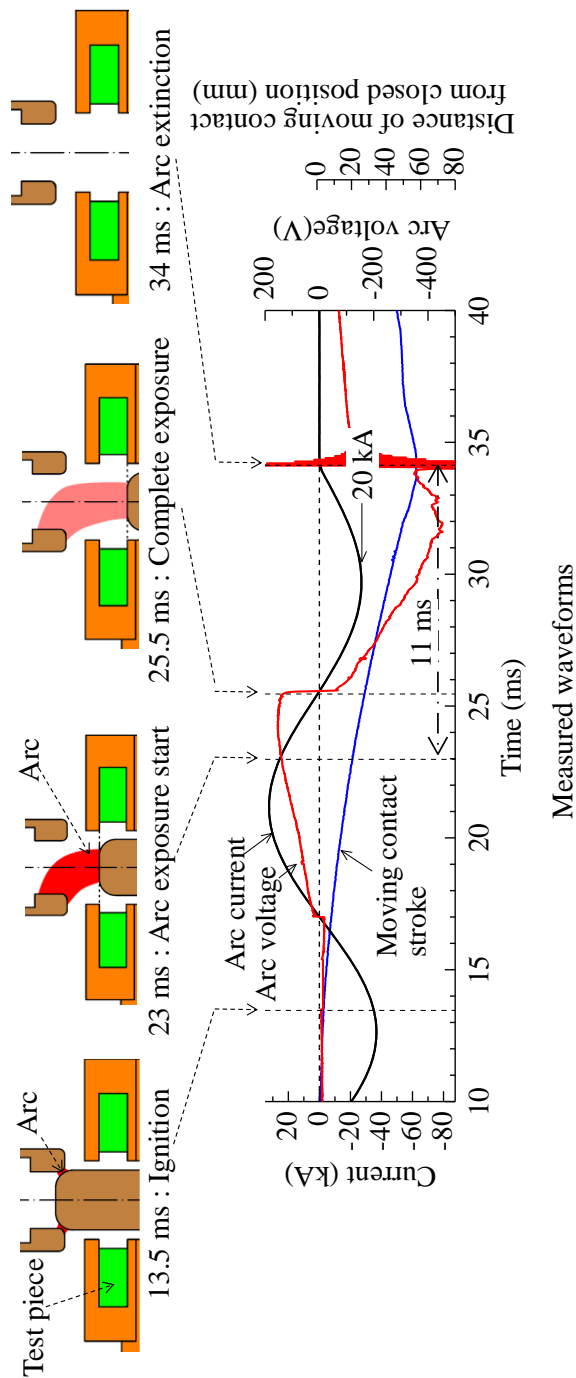 Test piece
Arc
13.5 ms : Ignition
Arc
23 ms : Arc exposure start
25.5 ms : Complete exposure
34 ms : Arc extinction
Current (kA)
20
0
-20
-40
-60
-80
Arc current
Arc voltage
Moving contact
stroke
20 kA
11 ms
200
0
-200
-400
Arc voltage
(V)
0
20
40
60
80
Distance of moving contact
from closed position (mm)
10
15
20
25
30
35
40
Time (ms)
Measured waveforms